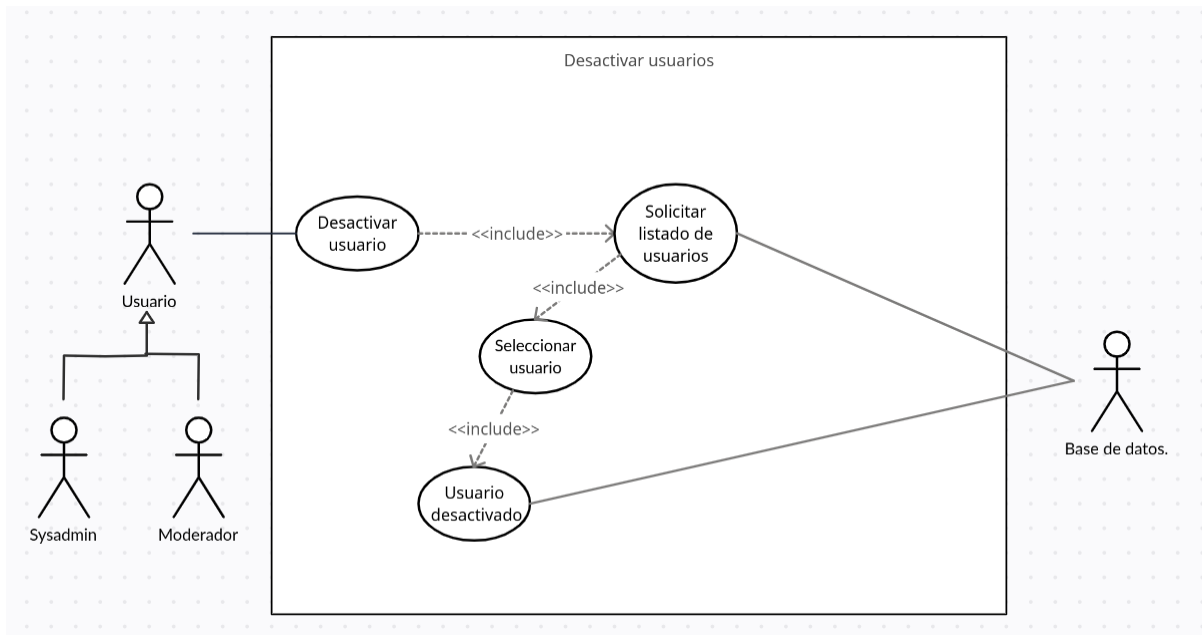 Desactivar usuarios
Usuario
Desactivar
usuario
<<include>>
Solicitar
listado de
usuarios
<<include>>
Seleccionar
usuario
<<include>>
Usuario
desactivado
Sysadmin
Moderador
Base de datos.